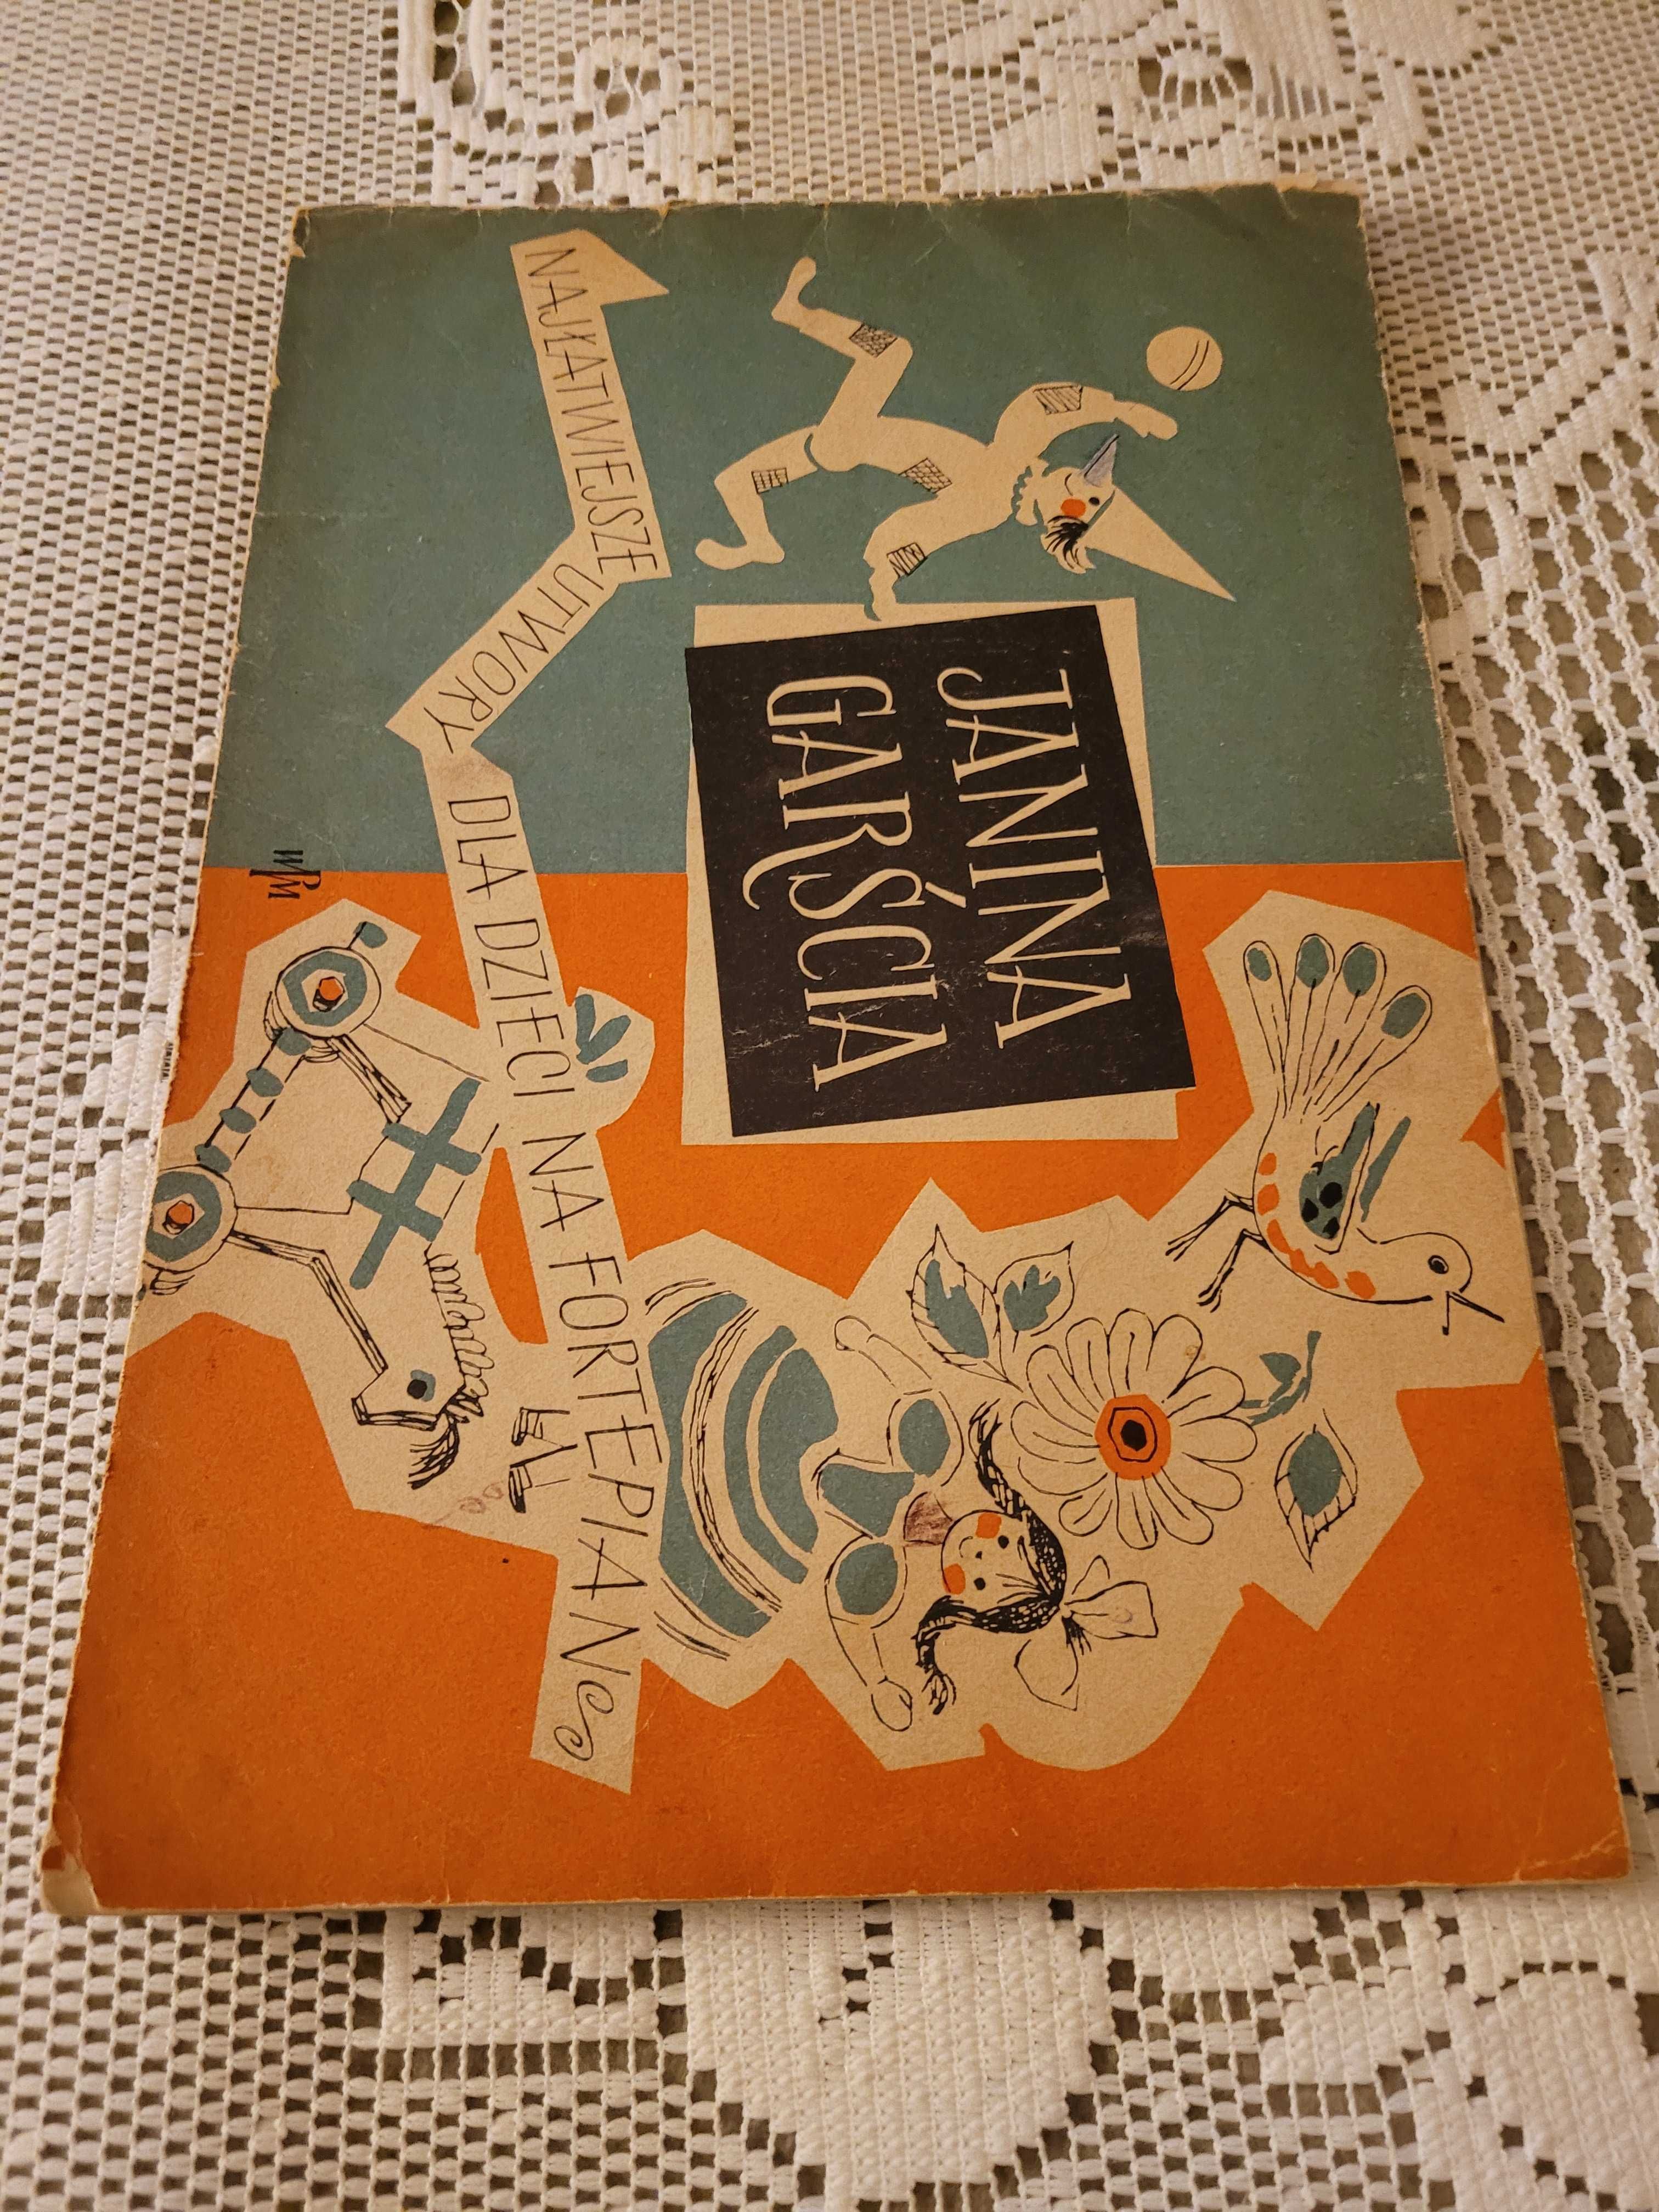 JANINA
GARŚCIA
NAJŁATWIEJSZE UTWORY DLA DZIECI NA FORTEPIAN
PWM